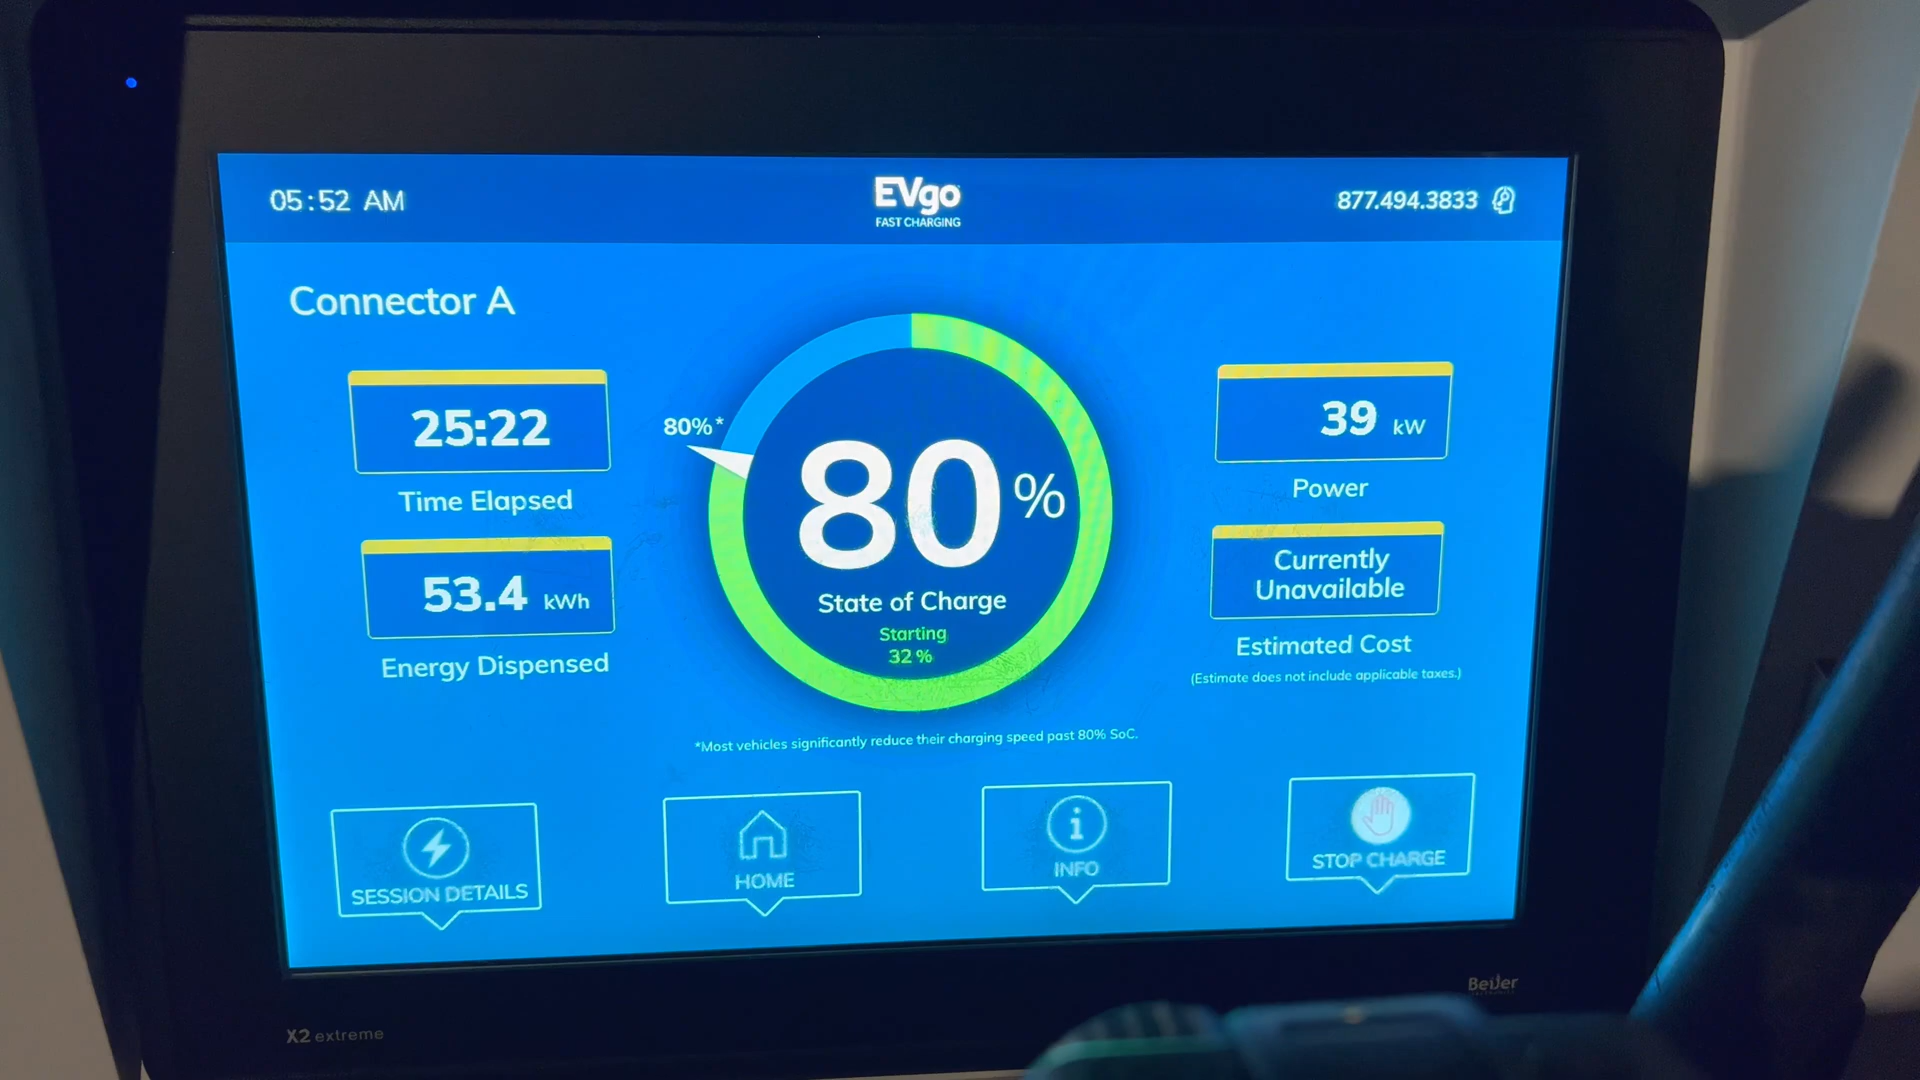 05:52 AM
EVgo
FAST CHARGING
877.494.3833
Connector A
25:22
Time Elapsed
53.4 kWh
Energy Dispensed
80%*
80%
State of Charge
Starting
32%
39 kW
Power
Currently
Unavailable
Estimated Cost
(Estimate does not include applicable taxes.)
*Most vehicles significantly reduce their charging speed past 80% SoC.
SESSION DETAILS
HOME
INFO
STOP CHARGE
Beijer
X2 extreme